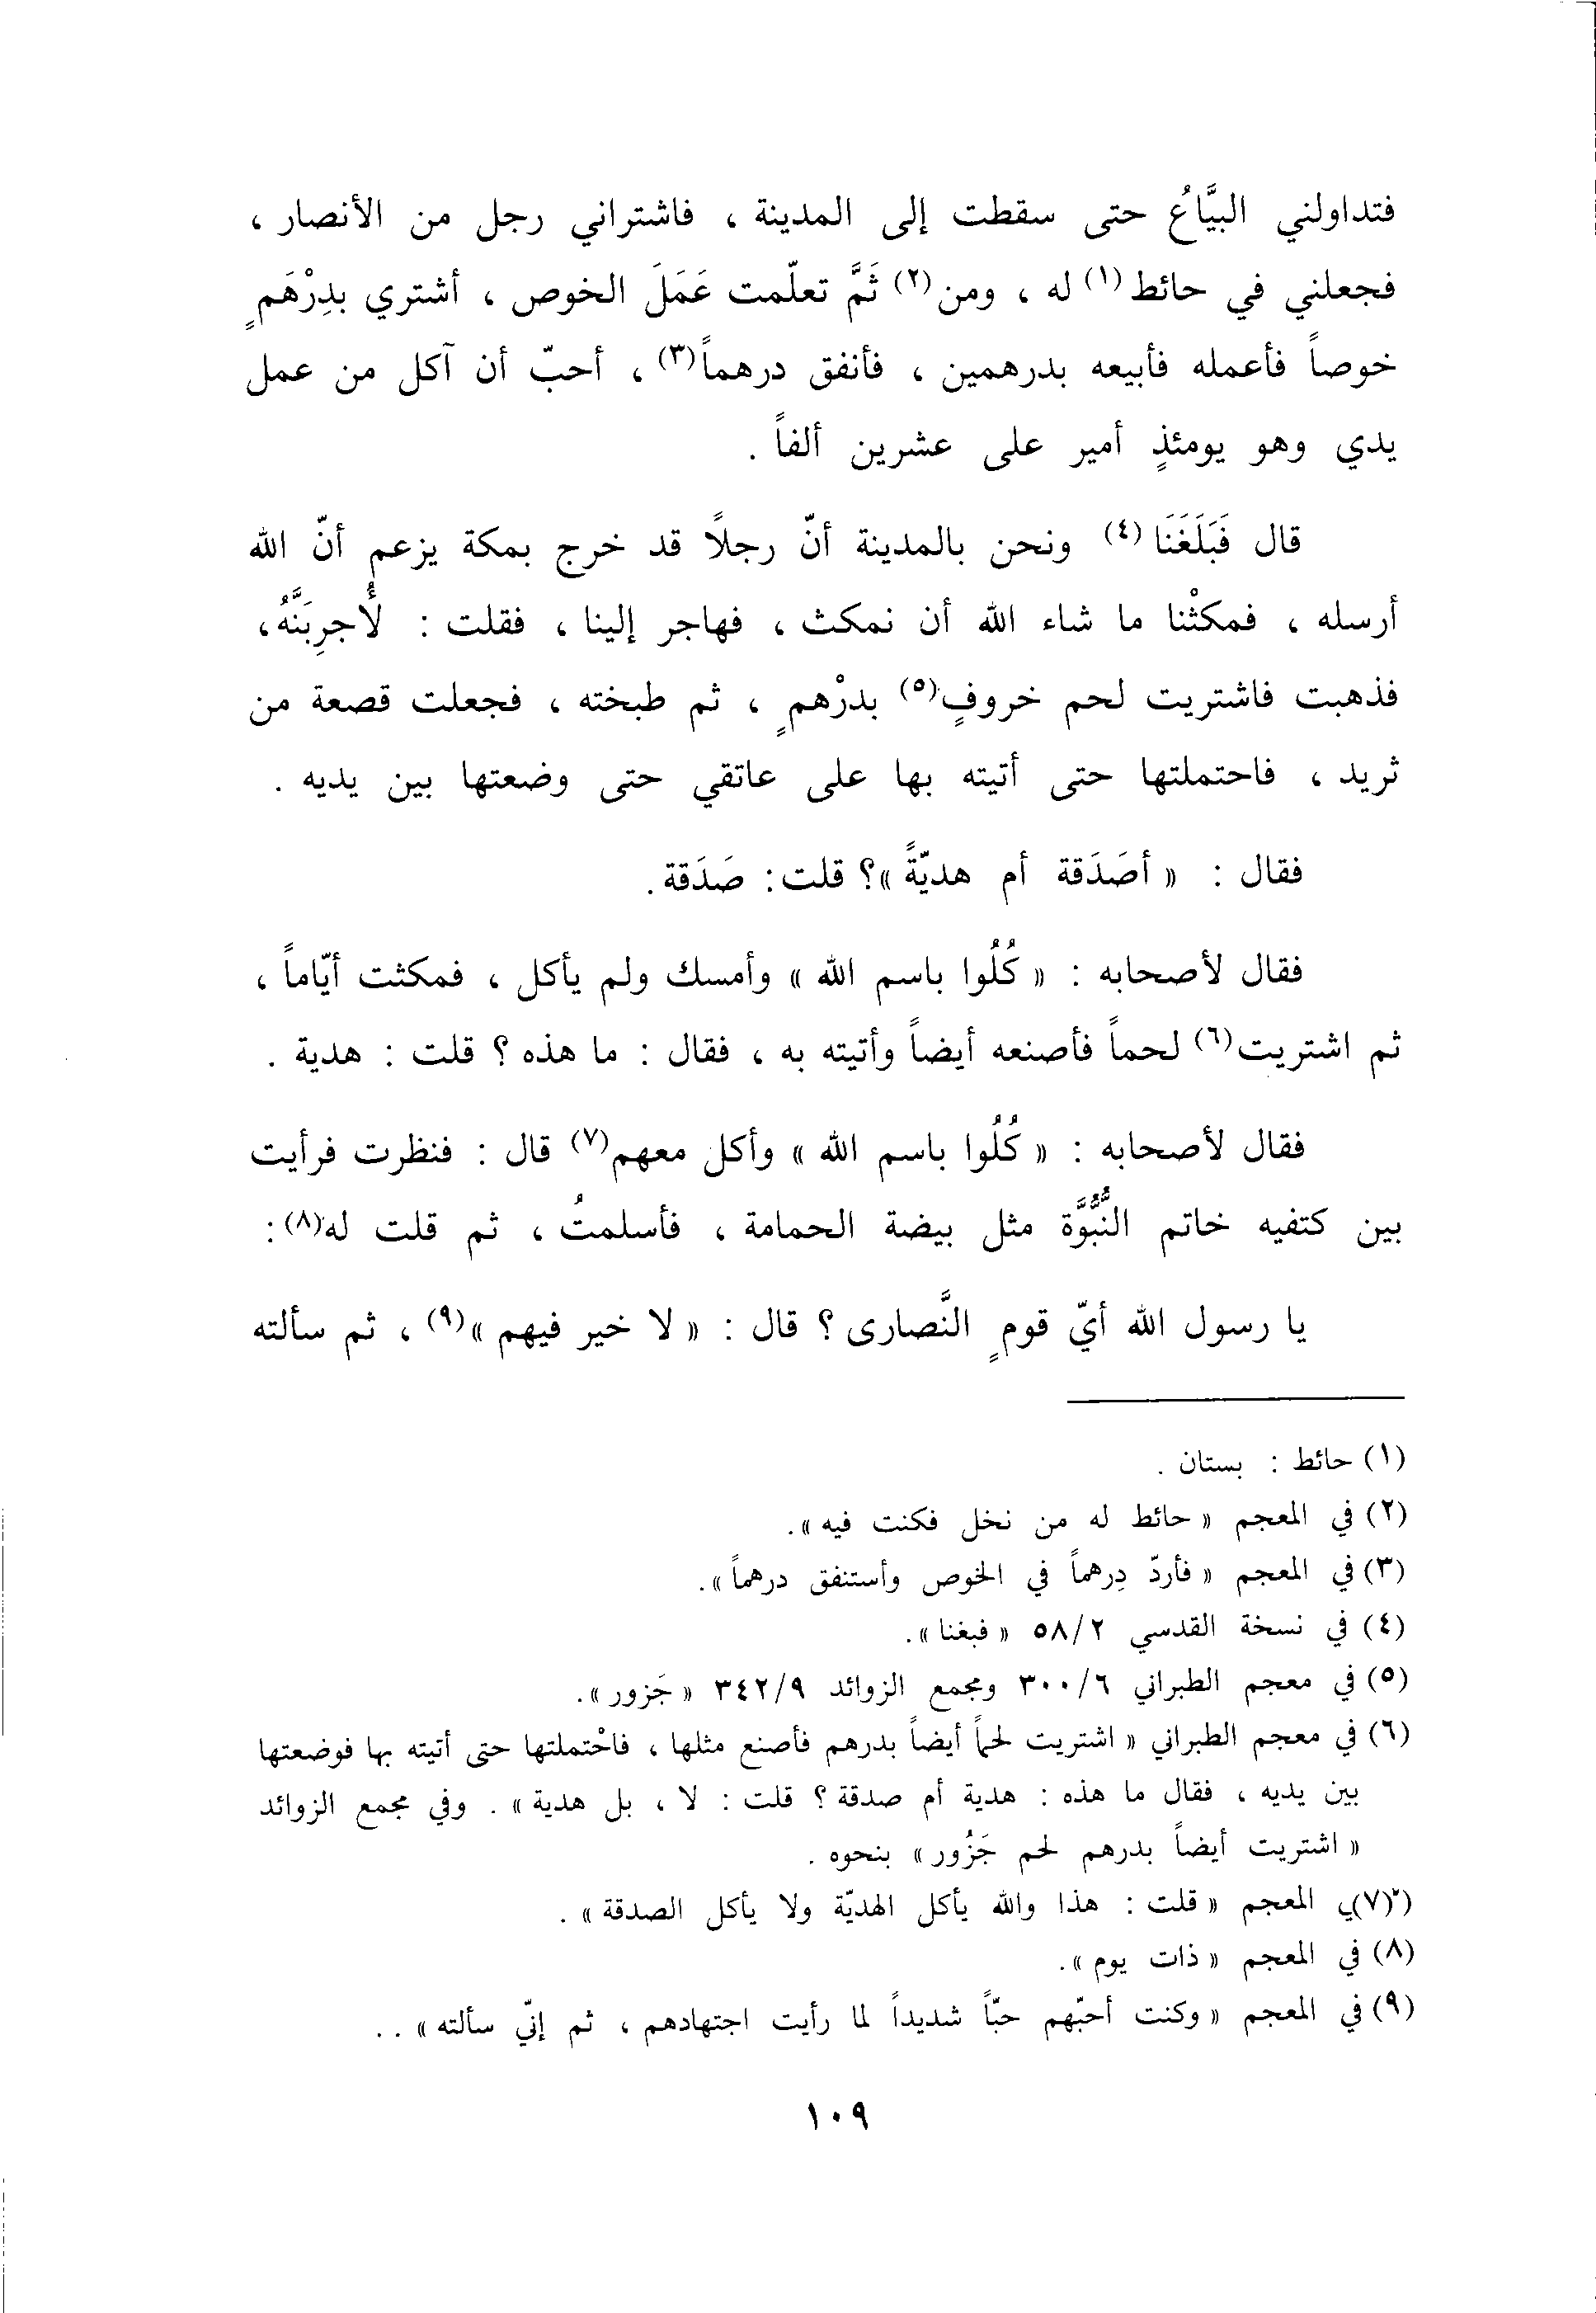 فتداولني البيَّاعُ حتى سقطت إلى المدينة ، فاشتراني رجل من الأنصار ،
فجعلني في حائط(١) له ، ومن(٢) ثَمَّ تعلّمت عَمَلَ الخوص ، أشتري بدِرْهَمٍ
خوصاً فأعمله فأبيعه بدرهمين ، فأنفق درهماً(٣) ، أحبّ أن آكل من عمل
يدي وهو يومئذٍ أمير على عشرين ألفاً .
قال فَبَلَغَنَا(٤) ونحن بالمدينة أنّ رجلًا قد خرج بمكة يزعم أنّ الله
أرسله ، فمكثْنا ما شاء الله أن نمكث ، فهاجر إلينا ، فقلت : لأُجرِبَنَّهُ،
فذهبت فاشتريت لحم خروفٍ(٥) بدرْهمٍ ، ثم طبخته ، فجعلت قصعة من
ثريد ، فاحتملتها حتى أتيته بها على عاتقي حتى وضعتها بين يديه .
فقال : « أصَدَقة أم هديّةً »؟ قلت: صَدَقة.
فقال لأصحابه : « كُلُوا باسم الله » وأمسك ولم يأكل ، فمكثت أيّاماً ،
ثم اشتريت(٦) لحماً فأصنعه أيضاً وأتيته به ، فقال : ما هذه ؟ قلت : هدية .
فقال لأصحابه : « كُلُوا باسم الله » وأكل معهم(٧) قال : فنظرت فرأيت
بين كتفيه خاتم النُّبُوَّة مثل بيضة الحمامة ، فأسلمتُ ، ثم قلت له(٨):
يا رسول الله أيّ قومٍ النَّصارى ؟ قال : « لا خير فيهم »(٩) ، ثم سألته
(١) حائط : بستان .
(٢) في المعجم « حائط له من نخل فكنت فيه ».
(٣) في المعجم « فأردّ دِرهماً في الخوص وأستنفق درهماً ».
(٤) في نسخة القدسي ٥٨/٢ « فبغنا ».
(٥) في معجم الطبراني ٣٠٠/٦ ومجمع الزوائد ٣٤٢/٩ « جَزور ».
(٦) في معجم الطبراني « اشتريت لحماً أيضاً بدرهم فأصنع مثلها ، فاحْتملتها حتى أتيته بها فوضعتها
بين يديه ، فقال ما هذه : هدية أم صدقة ؟ قلت : لا ، بل هدية » . وفي مجمع الزوائد
« اشتريت أيضاً بدرهم لحم جَزُور » بنحوه .
(٧) في المعجم « قلت : هذا والله يأكل الهديّة ولا يأكل الصدقة » .
(٨) في المعجم « ذات يوم ».
(٩) في المعجم « وكنت أحبّهم حبّاً شديداً لما رأيت اجتهادهم ، ثم إنّي سألته » . .
١٠٩